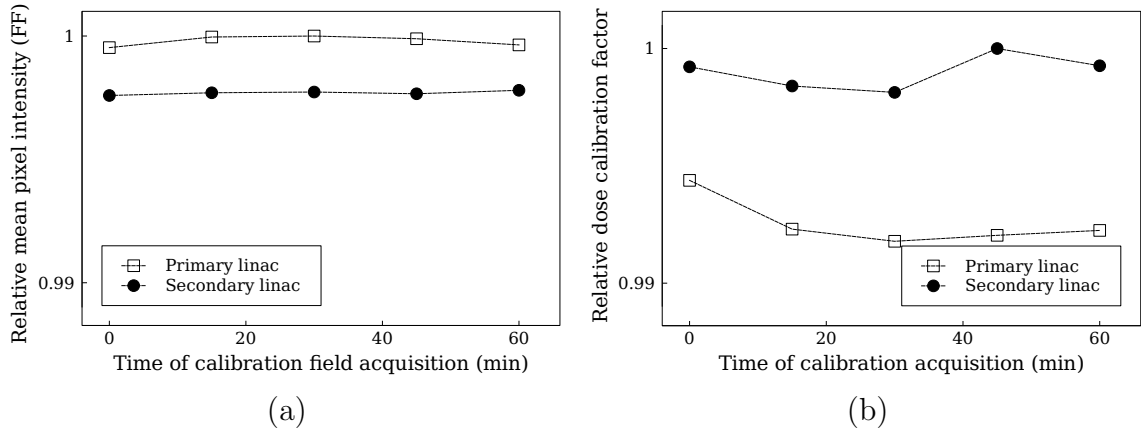 Relative mean pixel intensity (FF)
1
0.99
Primary linac
Secondary linac
0 20 40 60
Time of calibration field acquisition (min)
(a)
Relative dose calibration factor
1
0.99
Primary linac
Secondary linac
0 20 40 60
Time of calibration acquisition (min)
(b)